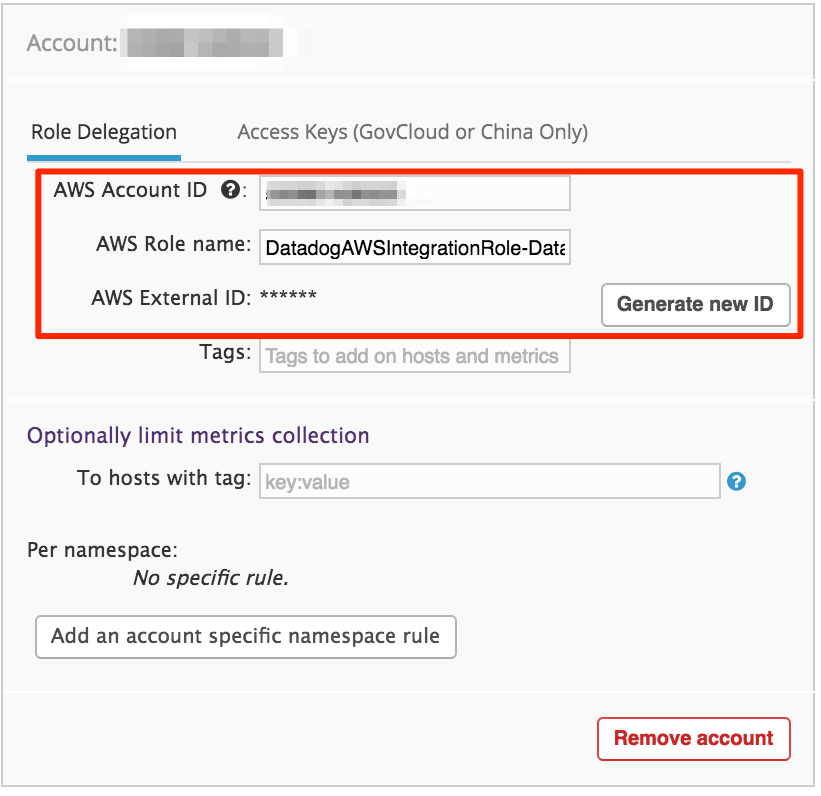 Account:
Role Delegation Access Keys (GovCloud or China Only)
AWS Account ID ?:
AWS Role name: DatadogAWSIntegrationRole-Data
AWS External ID: ******
Generate new ID
Tags: Tags to add on hosts and metrics
Optionally limit metrics collection
To hosts with tag: key:value ?
Per namespace:
No specific rule.
Add an account specific namespace rule
Remove account